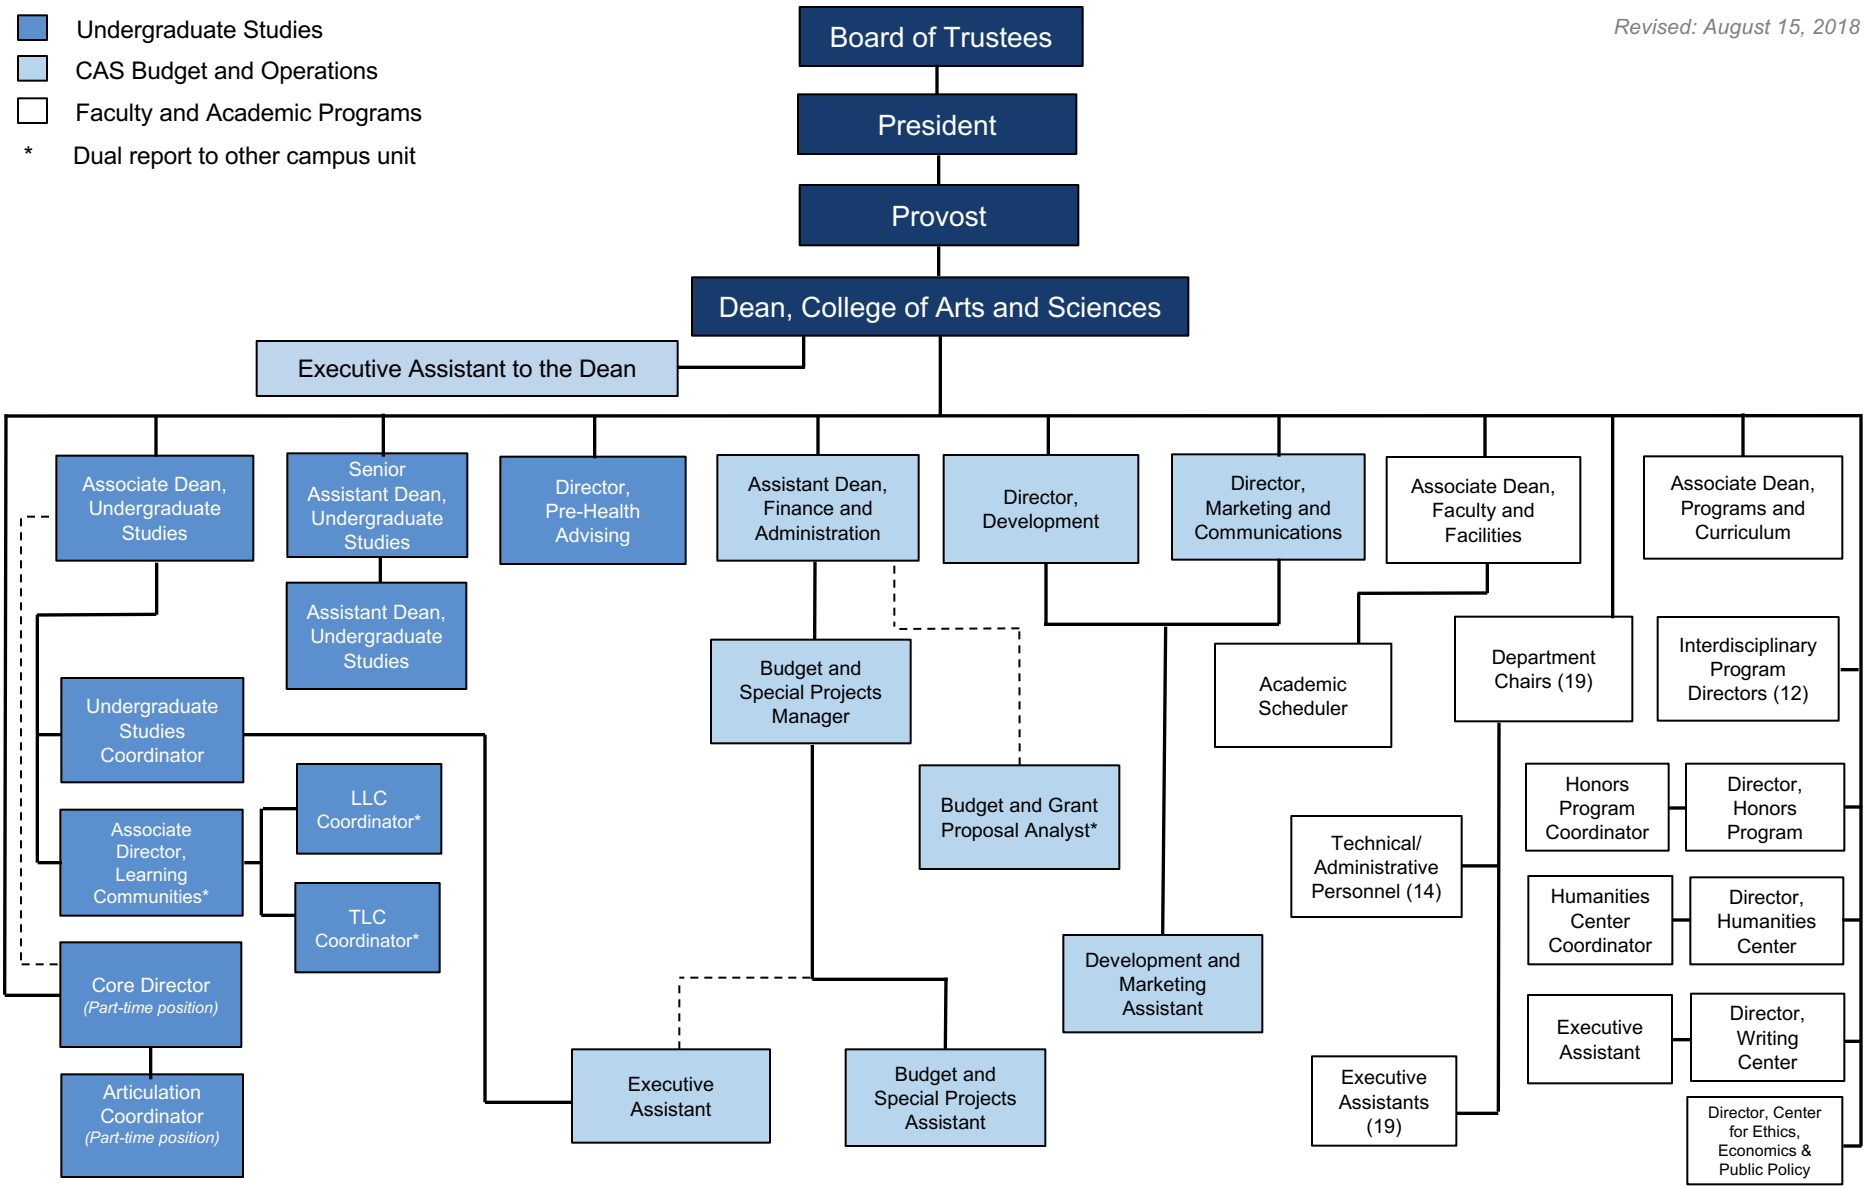 Undergraduate Studies
CAS Budget and Operations
Faculty and Academic Programs
* Dual report to other campus unit
Revised: August 15, 2018
Board of Trustees
President
Provost
Dean, College of Arts and Sciences
Executive Assistant to the Dean
Associate Dean,
Undergraduate
Studies
Senior
Assistant Dean,
Undergraduate
Studies
Director,
Pre-Health
Advising
Assistant Dean,
Finance and
Administration
Director,
Development
Director,
Marketing and
Communications
Associate Dean,
Faculty and
Facilities
Associate Dean,
Programs and
Curriculum
Assistant Dean,
Undergraduate
Studies
Budget and
Special Projects
Manager
Academic
Scheduler
Department
Chairs (19)
Interdisciplinary
Program
Directors (12)
Undergraduate
Studies
Coordinator
LLC
Coordinator*
Budget and Grant
Proposal Analyst*
Honors
Program
Coordinator
Director,
Honors
Program
Associate
Director,
Learning
Communities*
Technical/
Administrative
Personnel (14)
TLC
Coordinator*
Humanities
Center
Coordinator
Director,
Humanities
Center
Core Director
(Part-time position)
Development and
Marketing
Assistant
Executive
Assistant
Director,
Writing
Center
Articulation
Coordinator
(Part-time position)
Executive
Assistant
Budget and
Special Projects
Assistant
Executive
Assistants
(19)
Director, Center
for Ethics,
Economics &
Public Policy